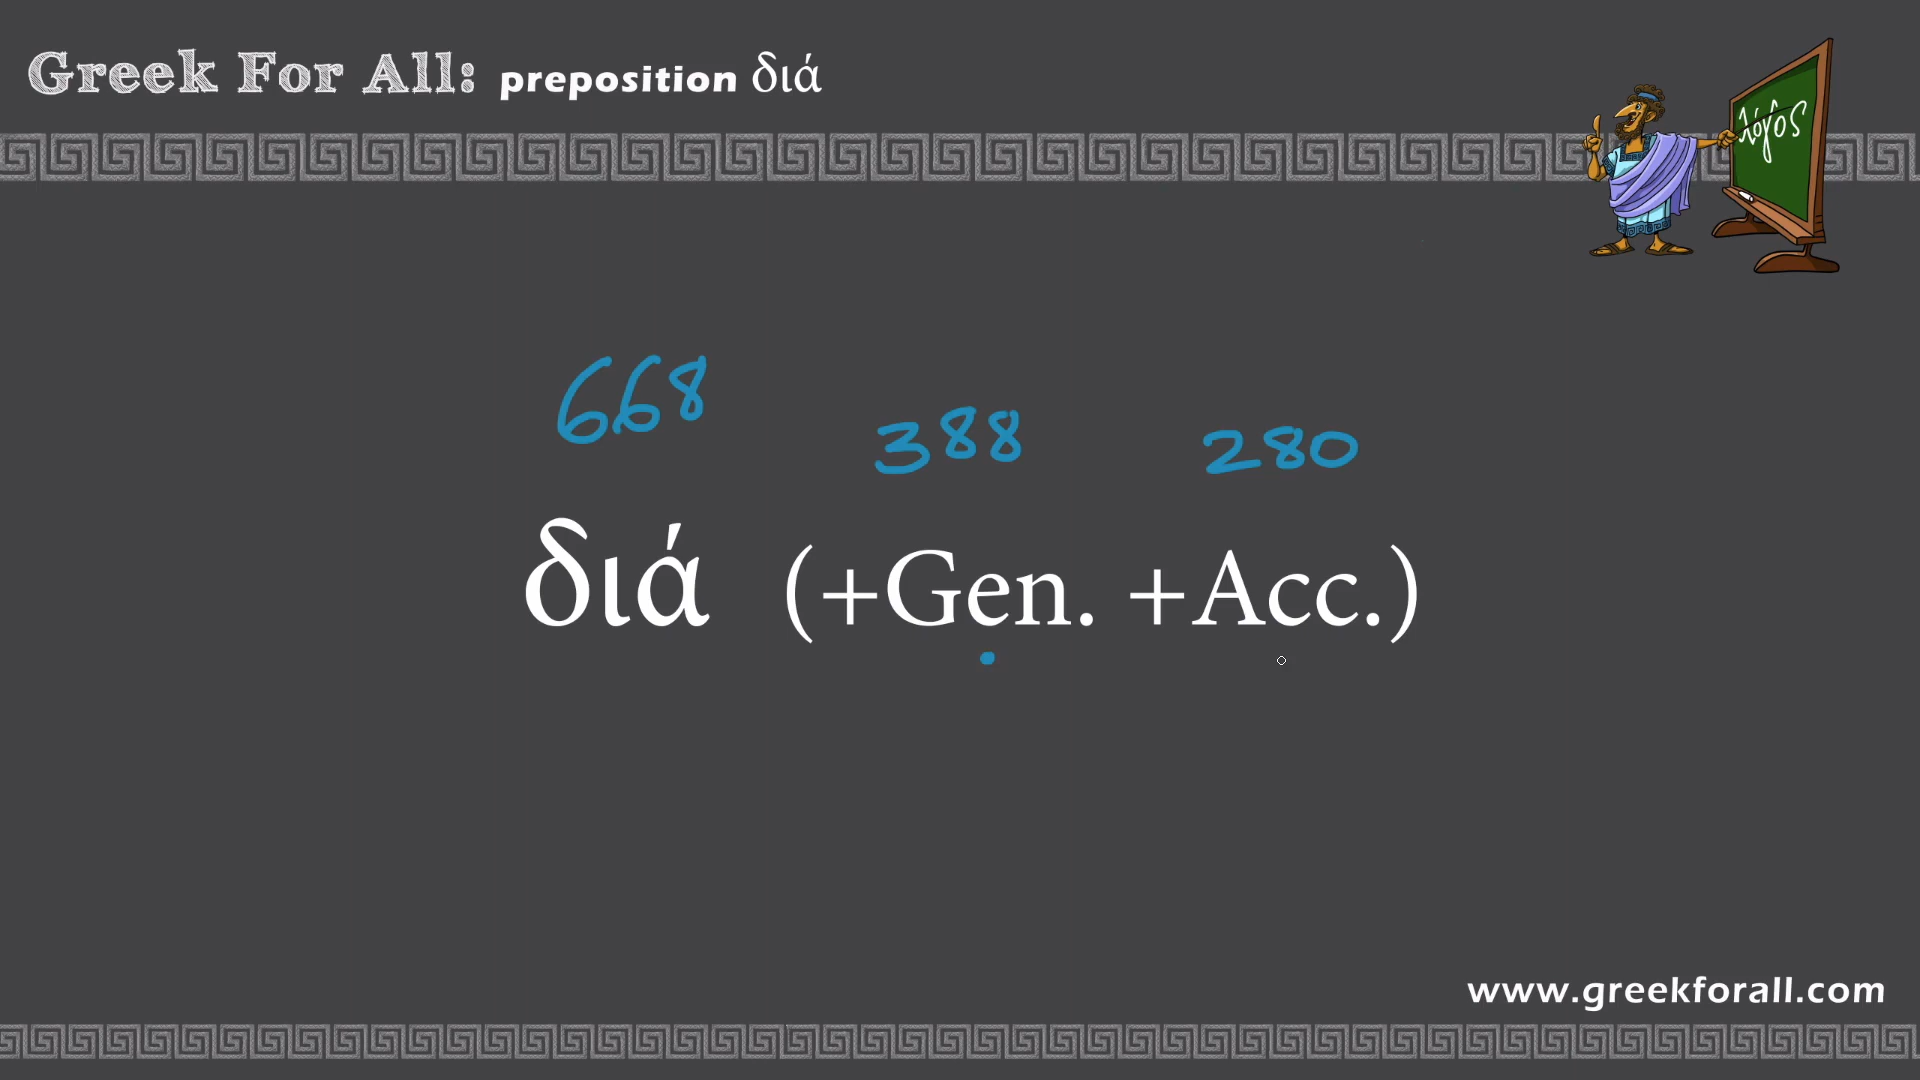 Greek For All: preposition διά
λόγος
668 388 280
διά (+Gen. +Acc.)
www.greekforall.com